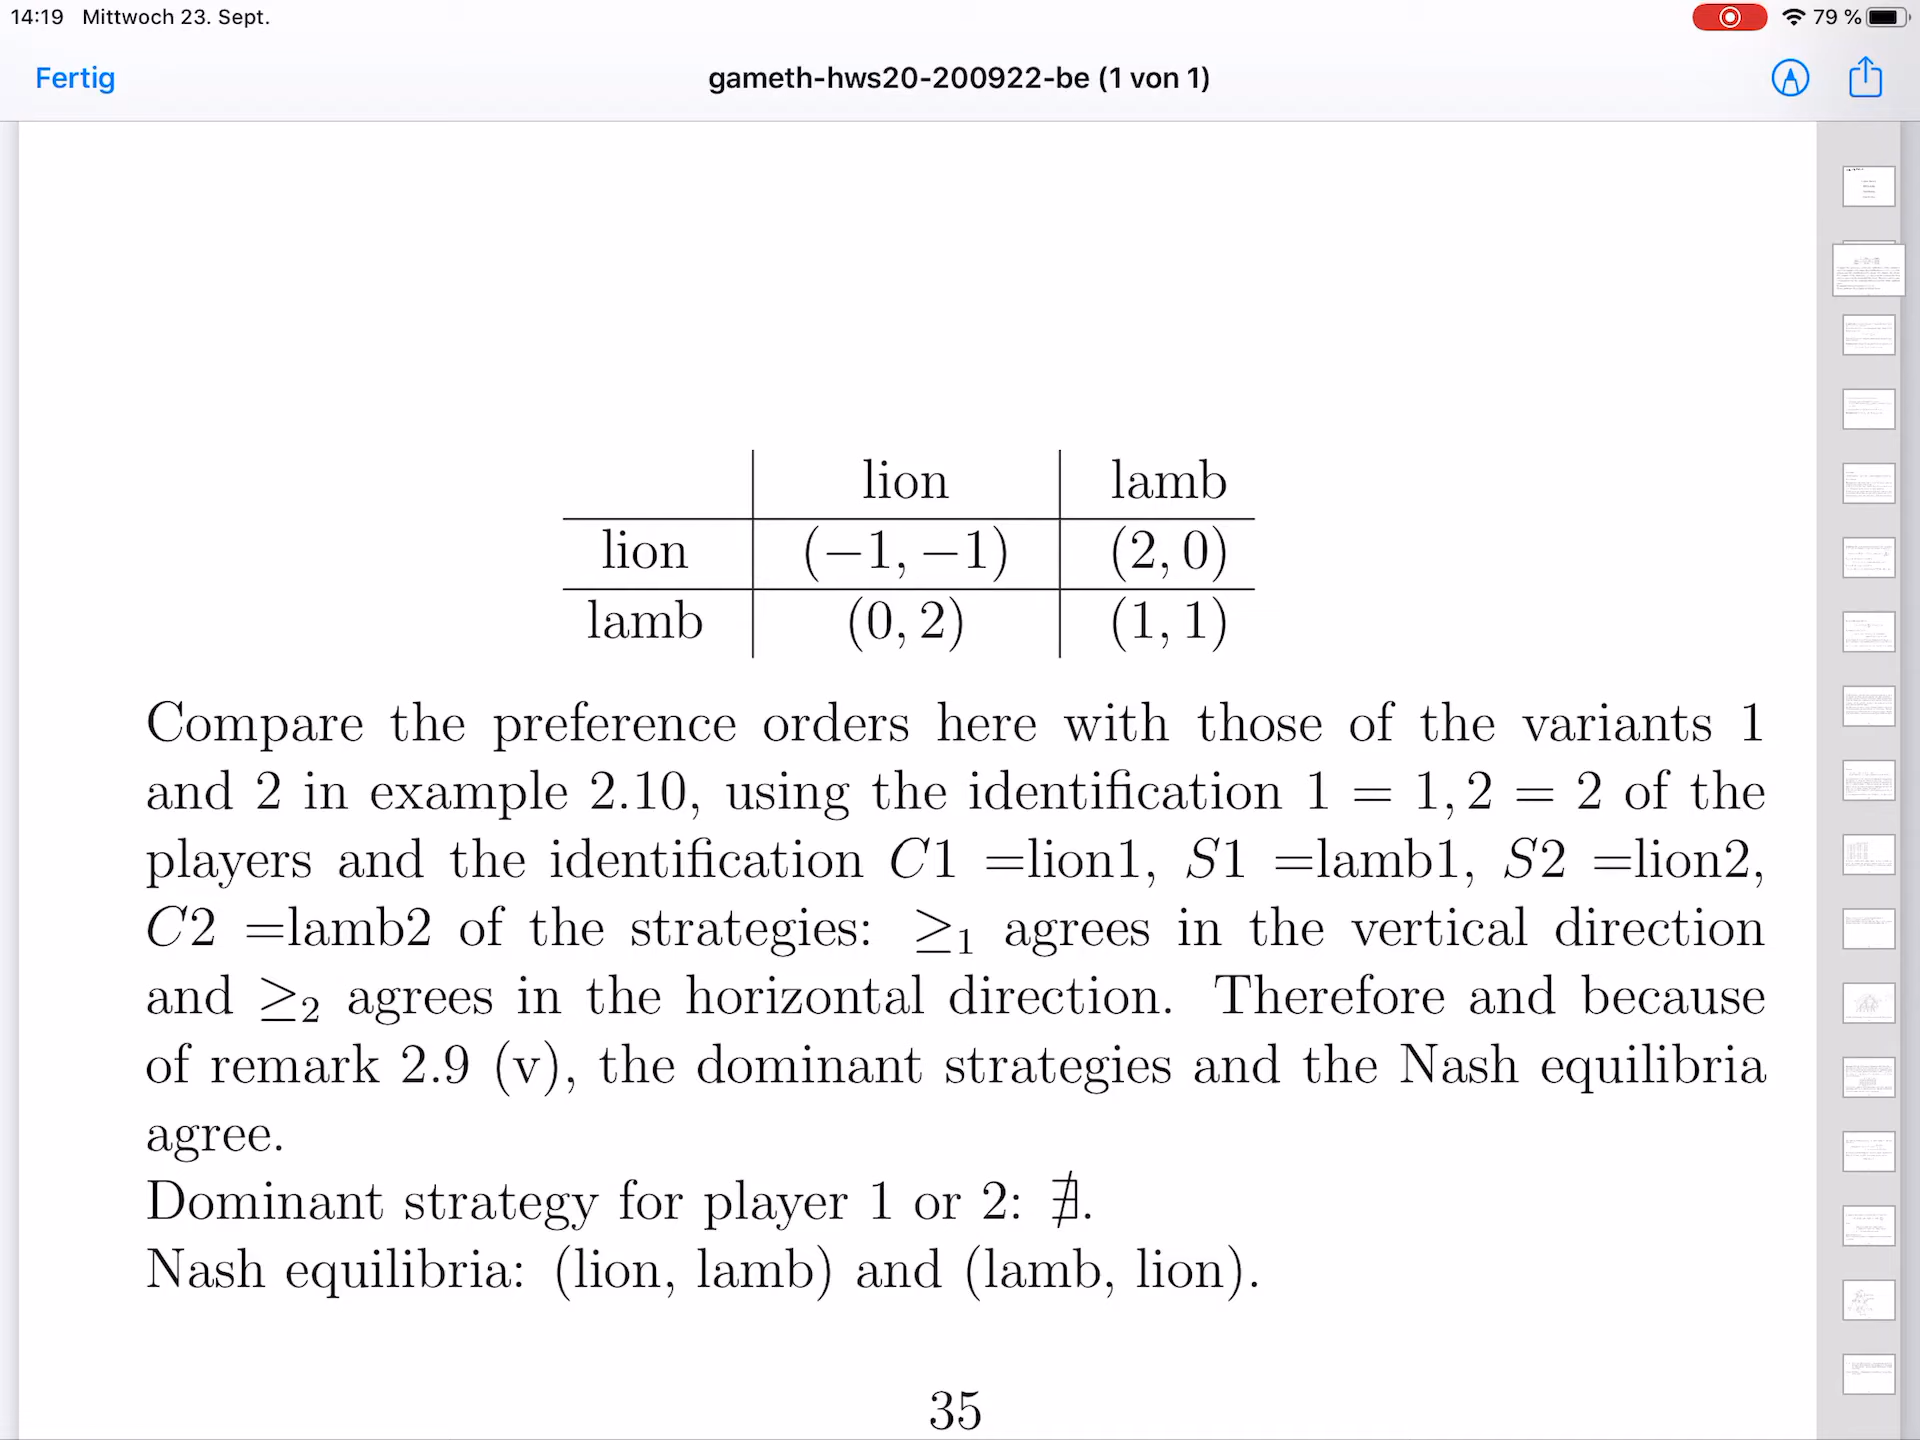 14:19 Mittwoch 23. Sept.
79 %
Fertig
gameth-hws20-200922-be (1 von 1)
lion lamb
lion (−1, −1) (2, 0)
lamb (0, 2) (1, 1)
Compare the preference orders here with those of the variants 1
and 2 in example 2.10, using the identification 1 = 1, 2 = 2 of the
players and the identification C1 =lion1, S1 =lamb1, S2 =lion2,
C2 =lamb2 of the strategies: ≥₁ agrees in the vertical direction
and ≥₂ agrees in the horizontal direction. Therefore and because
of remark 2.9 (v), the dominant strategies and the Nash equilibria
agree.
Dominant strategy for player 1 or 2: ∄.
Nash equilibria: (lion, lamb) and (lamb, lion).
35